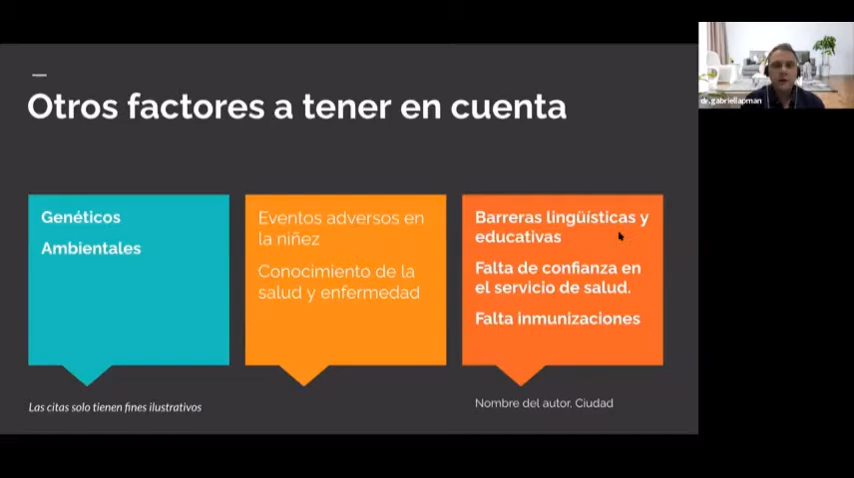 Otros factores a tener en cuenta
Genéticos
Ambientales
Eventos adversos en
la niñez
Conocimiento de la
salud y enfermedad
Barreras lingüísticas y
educativas
Falta de confianza en
el servicio de salud.
Falta inmunizaciones
Las citas solo tienen fines ilustrativos
Nombre del autor, Ciudad
dr.gabriellapman